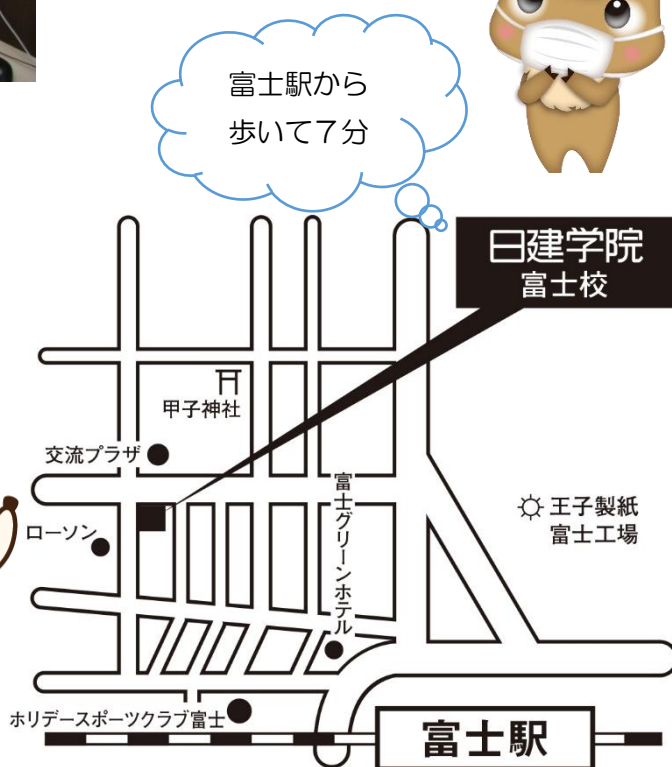 富士駅から
歩いて７分
日建学院
富士校
甲子神社
交流プラザ
ローソン
富士グリーンホテル
王子製紙
富士工場
ホリデースポーツクラブ富士
富士駅